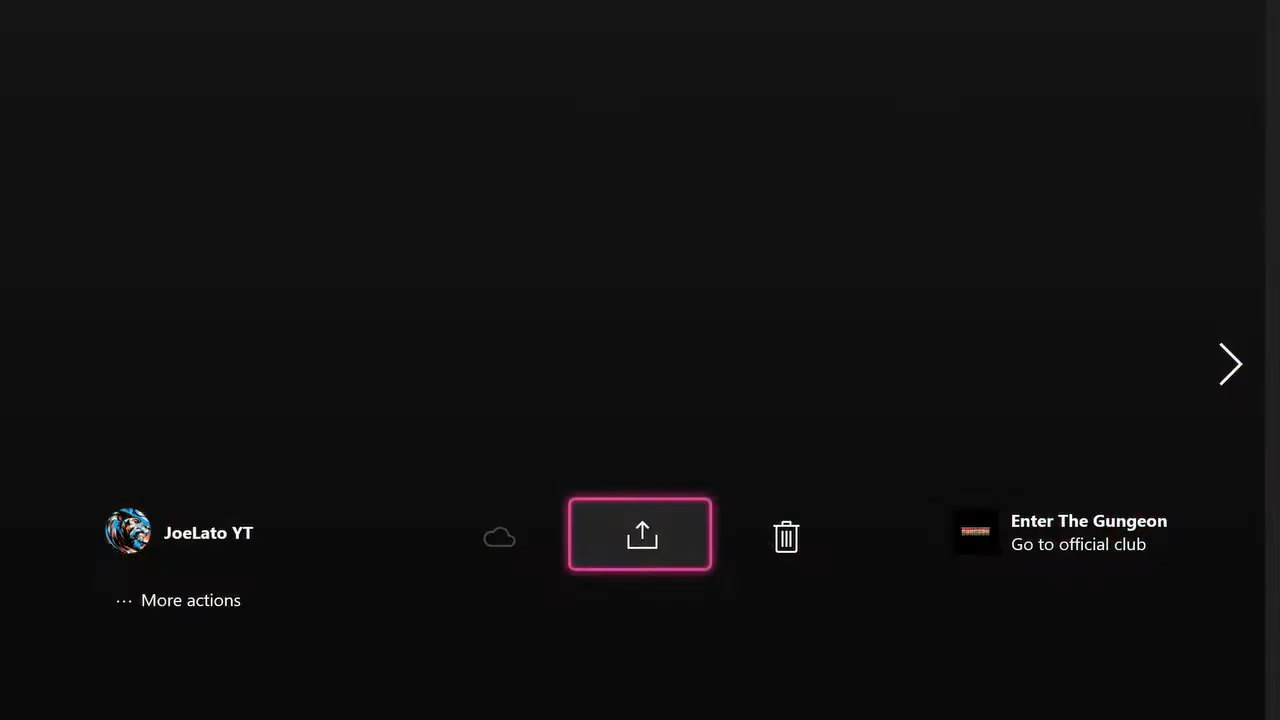 JoeLato YT
Enter The Gungeon
Go to official club
··· More actions